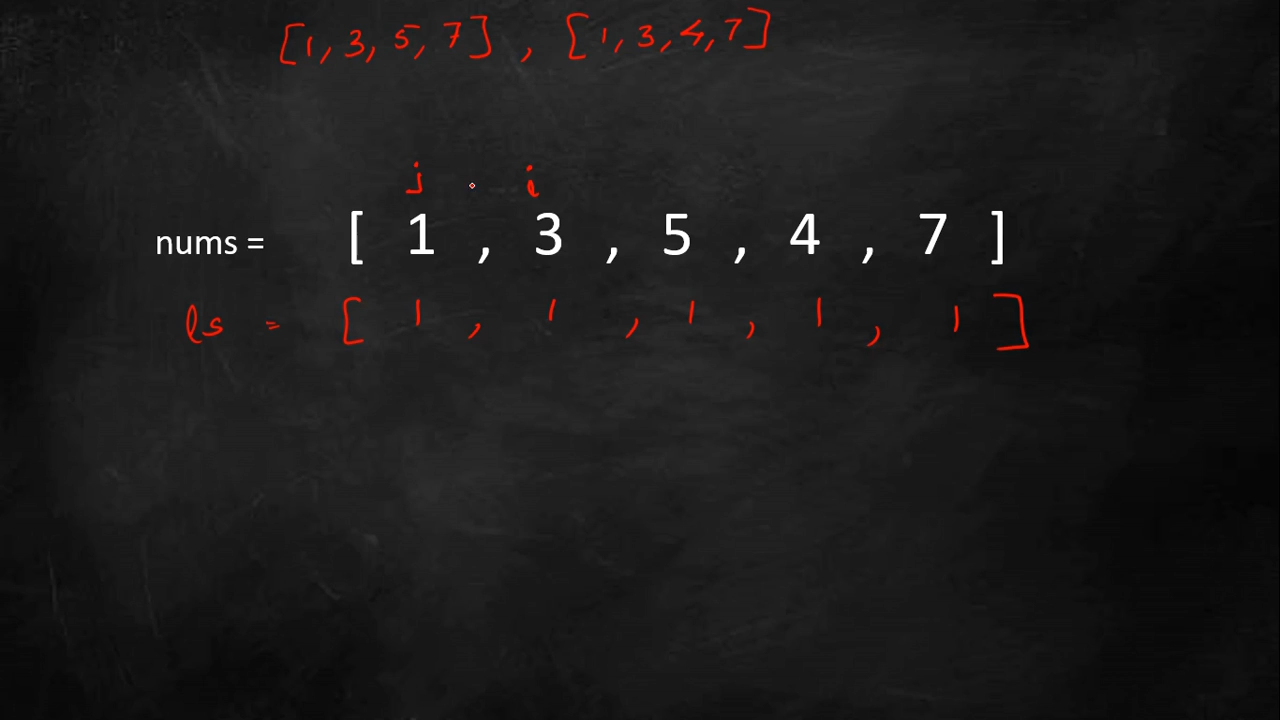 [1, 3, 5, 7] , [1, 3, 4, 7]
j i
nums = [ 1 , 3 , 5 , 4 , 7 ]
ls = [ 1 , 1 , 1 , 1 , 1 ]